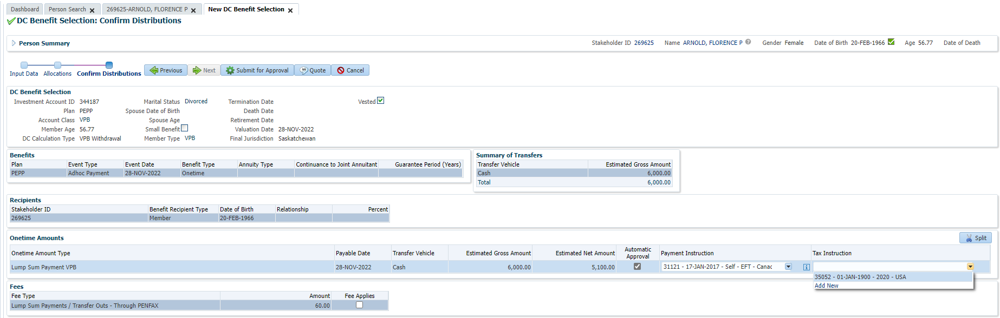 Dashboard Person Search 269625-ARNOLD, FLORENCE P New DC Benefit Selection
DC Benefit Selection: Confirm Distributions
Person Summary Stakeholder ID 269625 Name ARNOLD, FLORENCE P Gender Female Date of Birth 20-FEB-1966 Age 56.77 Date of Death
Input Data Allocations Confirm Distributions Previous Next Submit for Approval Quote Cancel
DC Benefit Selection
Investment Account ID 344187 Marital Status Divorced Termination Date Vested
Plan PEPP Spouse Date of Birth Death Date
Account Class VPB Spouse Age Retirement Date
Member Age 56.77 Small Benefit Valuation Date 28-NOV-2022
DC Calculation Type VPB Withdrawal Member Type VPB Final Jurisdiction Saskatchewan
Benefits
Plan Event Type Event Date Benefit Type Annuity Type Continuance to Joint Annuitant Guarantee Period (Years)
PEPP Adhoc Payment 28-NOV-2022 Onetime
Summary of Transfers
Transfer Vehicle Estimated Gross Amount
Cash 6,000.00
Total 6,000.00
Recipients
Stakeholder ID Benefit Recipient Type Date of Birth Relationship Percent
269625 Member 20-FEB-1966
Onetime Amounts Split
Onetime Amount Type Payable Date Transfer Vehicle Estimated Gross Amount Estimated Net Amount Automatic Approval Payment Instruction Tax Instruction
Lump Sum Payment VPB 28-NOV-2022 Cash 6,000.00 5,100.00 31121 - 17-JAN-2017 - Self - EFT - Canac
35052 - 01-JAN-1900 - 2020 - USA
Add New
Fees
Fee Type Amount Fee Applies
Lump Sum Payments / Transfer Outs - Through PENFAX 60.00